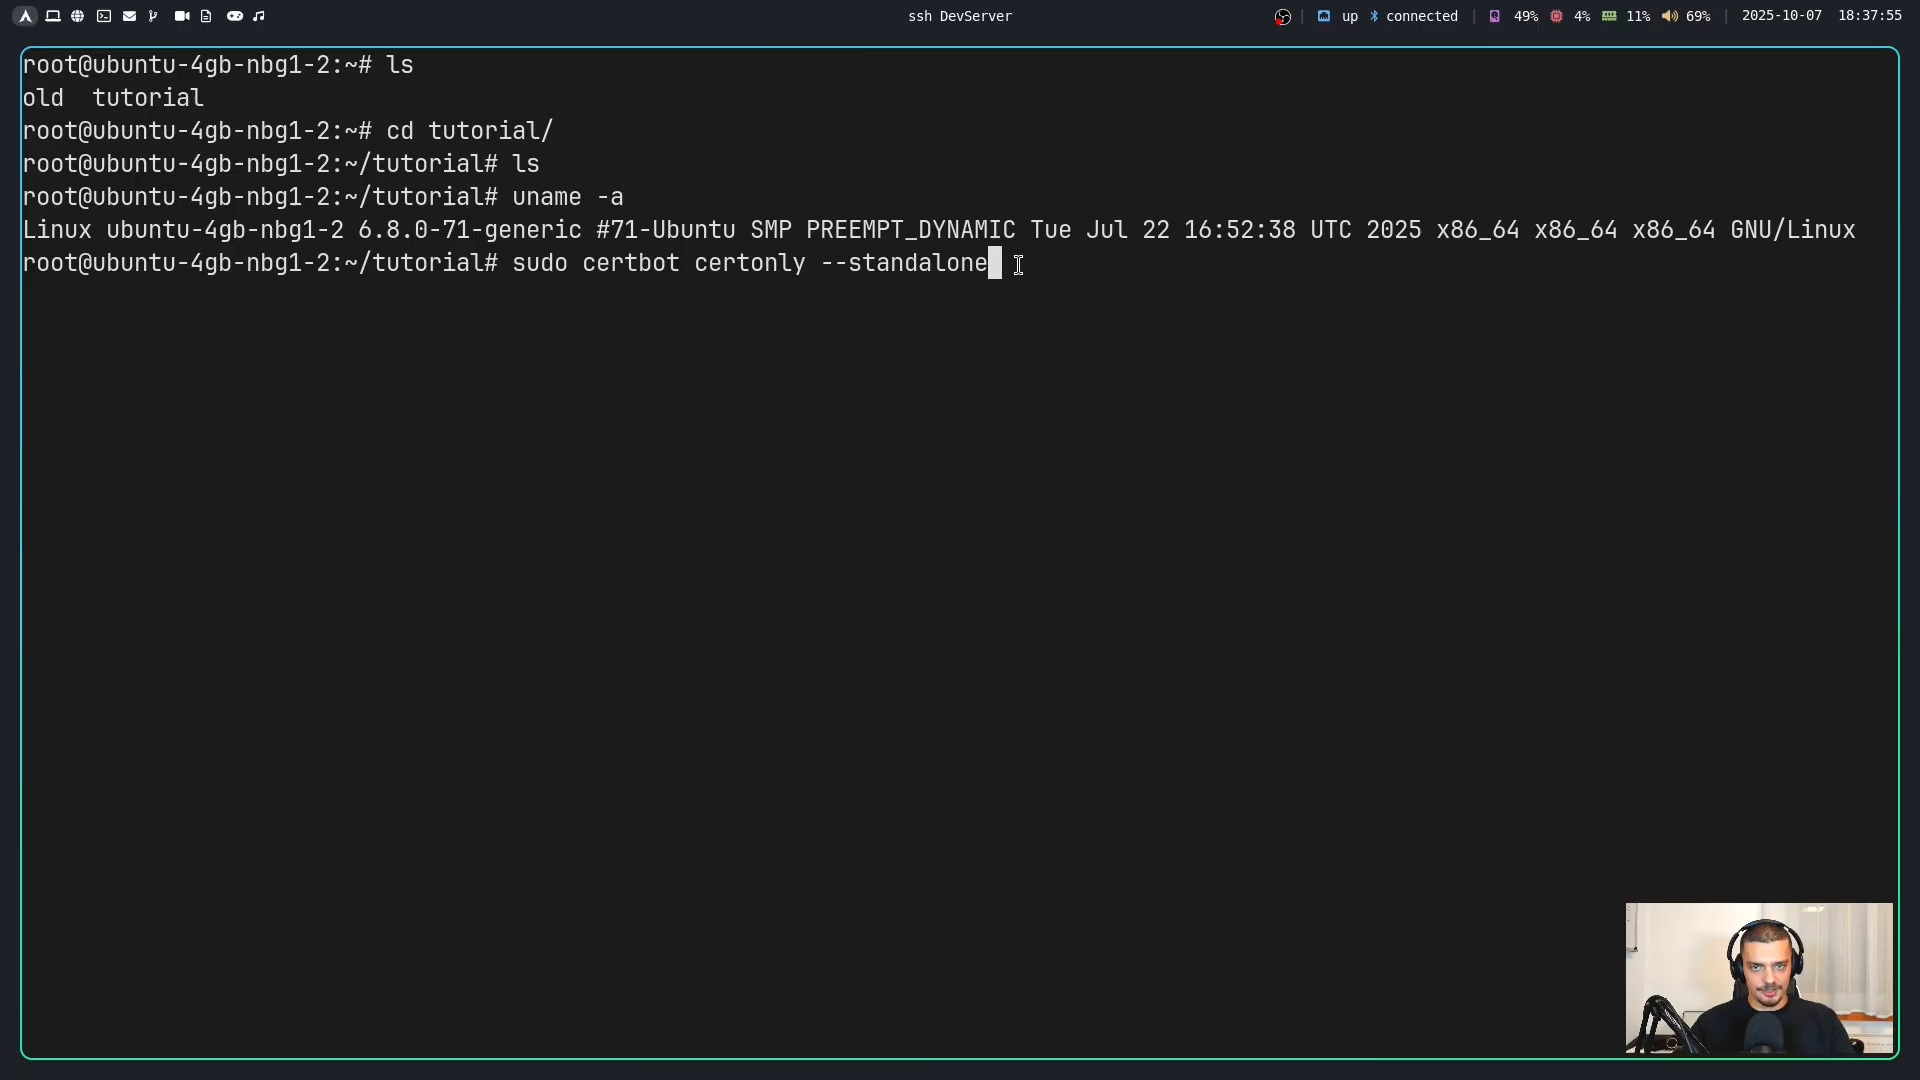 ssh DevServer
up connected 49% 4% 11% 69% 2025-10-07 18:37:55
root@ubuntu-4gb-nbg1-2:~# ls
old  tutorial
root@ubuntu-4gb-nbg1-2:~# cd tutorial/
root@ubuntu-4gb-nbg1-2:~/tutorial# ls
root@ubuntu-4gb-nbg1-2:~/tutorial# uname -a
Linux ubuntu-4gb-nbg1-2 6.8.0-71-generic #71-Ubuntu SMP PREEMPT_DYNAMIC Tue Jul 22 16:52:38 UTC 2025 x86_64 x86_64 x86_64 GNU/Linux
root@ubuntu-4gb-nbg1-2:~/tutorial# sudo certbot certonly --standalone